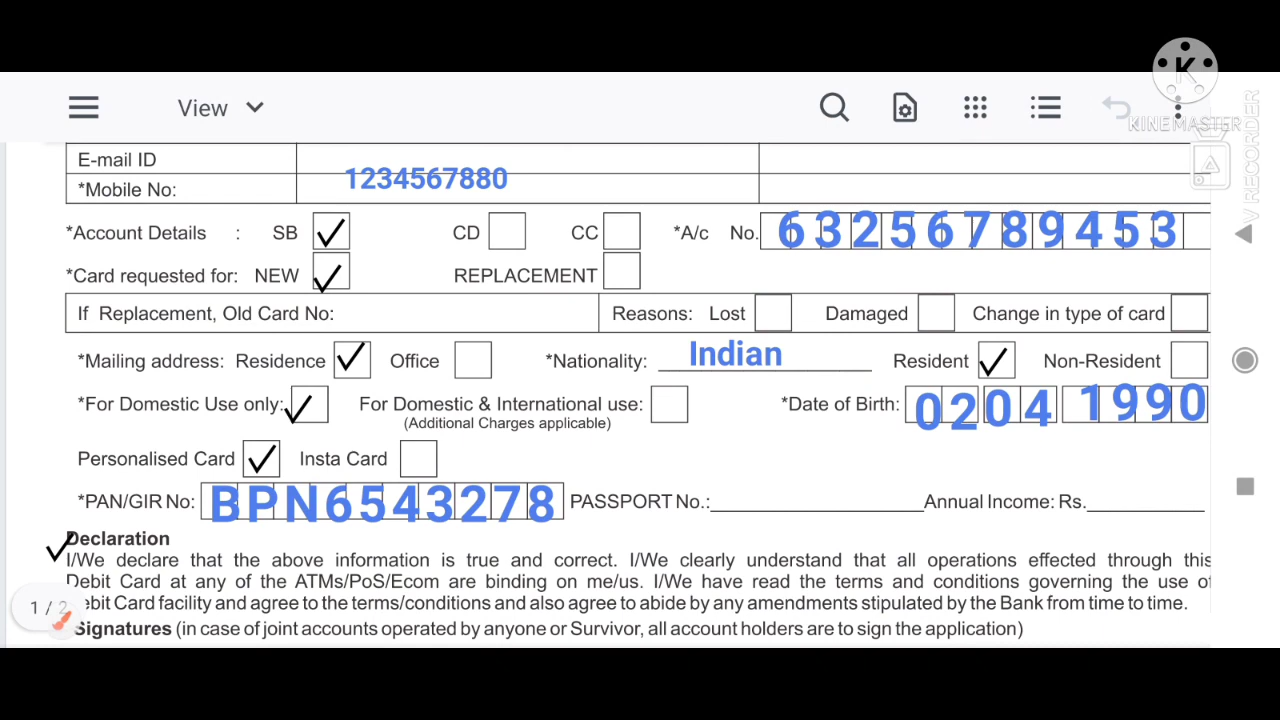 View
KINEMASTER
V RECORDER
E-mail ID
*Mobile No: 1234567880
*Account Details : SB CD CC *A/c No. 63256789453
*Card requested for: NEW REPLACEMENT
If Replacement, Old Card No: Reasons: Lost Damaged Change in type of card
*Mailing address: Residence Office *Nationality: Indian Resident Non-Resident
*For Domestic Use only: For Domestic & International use: *Date of Birth: 02 04 1990
(Additional Charges applicable)
Personalised Card Insta Card
*PAN/GIR No: BPN6543278 PASSPORT No.: Annual Income: Rs.
Declaration
I/We declare that the above information is true and correct. I/We clearly understand that all operations effected through this
Debit Card at any of the ATMs/PoS/Ecom are binding on me/us. I/We have read the terms and conditions governing the use of
ebit Card facility and agree to the terms/conditions and also agree to abide by any amendments stipulated by the Bank from time to time.
1 / 2
Signatures (in case of joint accounts operated by anyone or Survivor, all account holders are to sign the application)